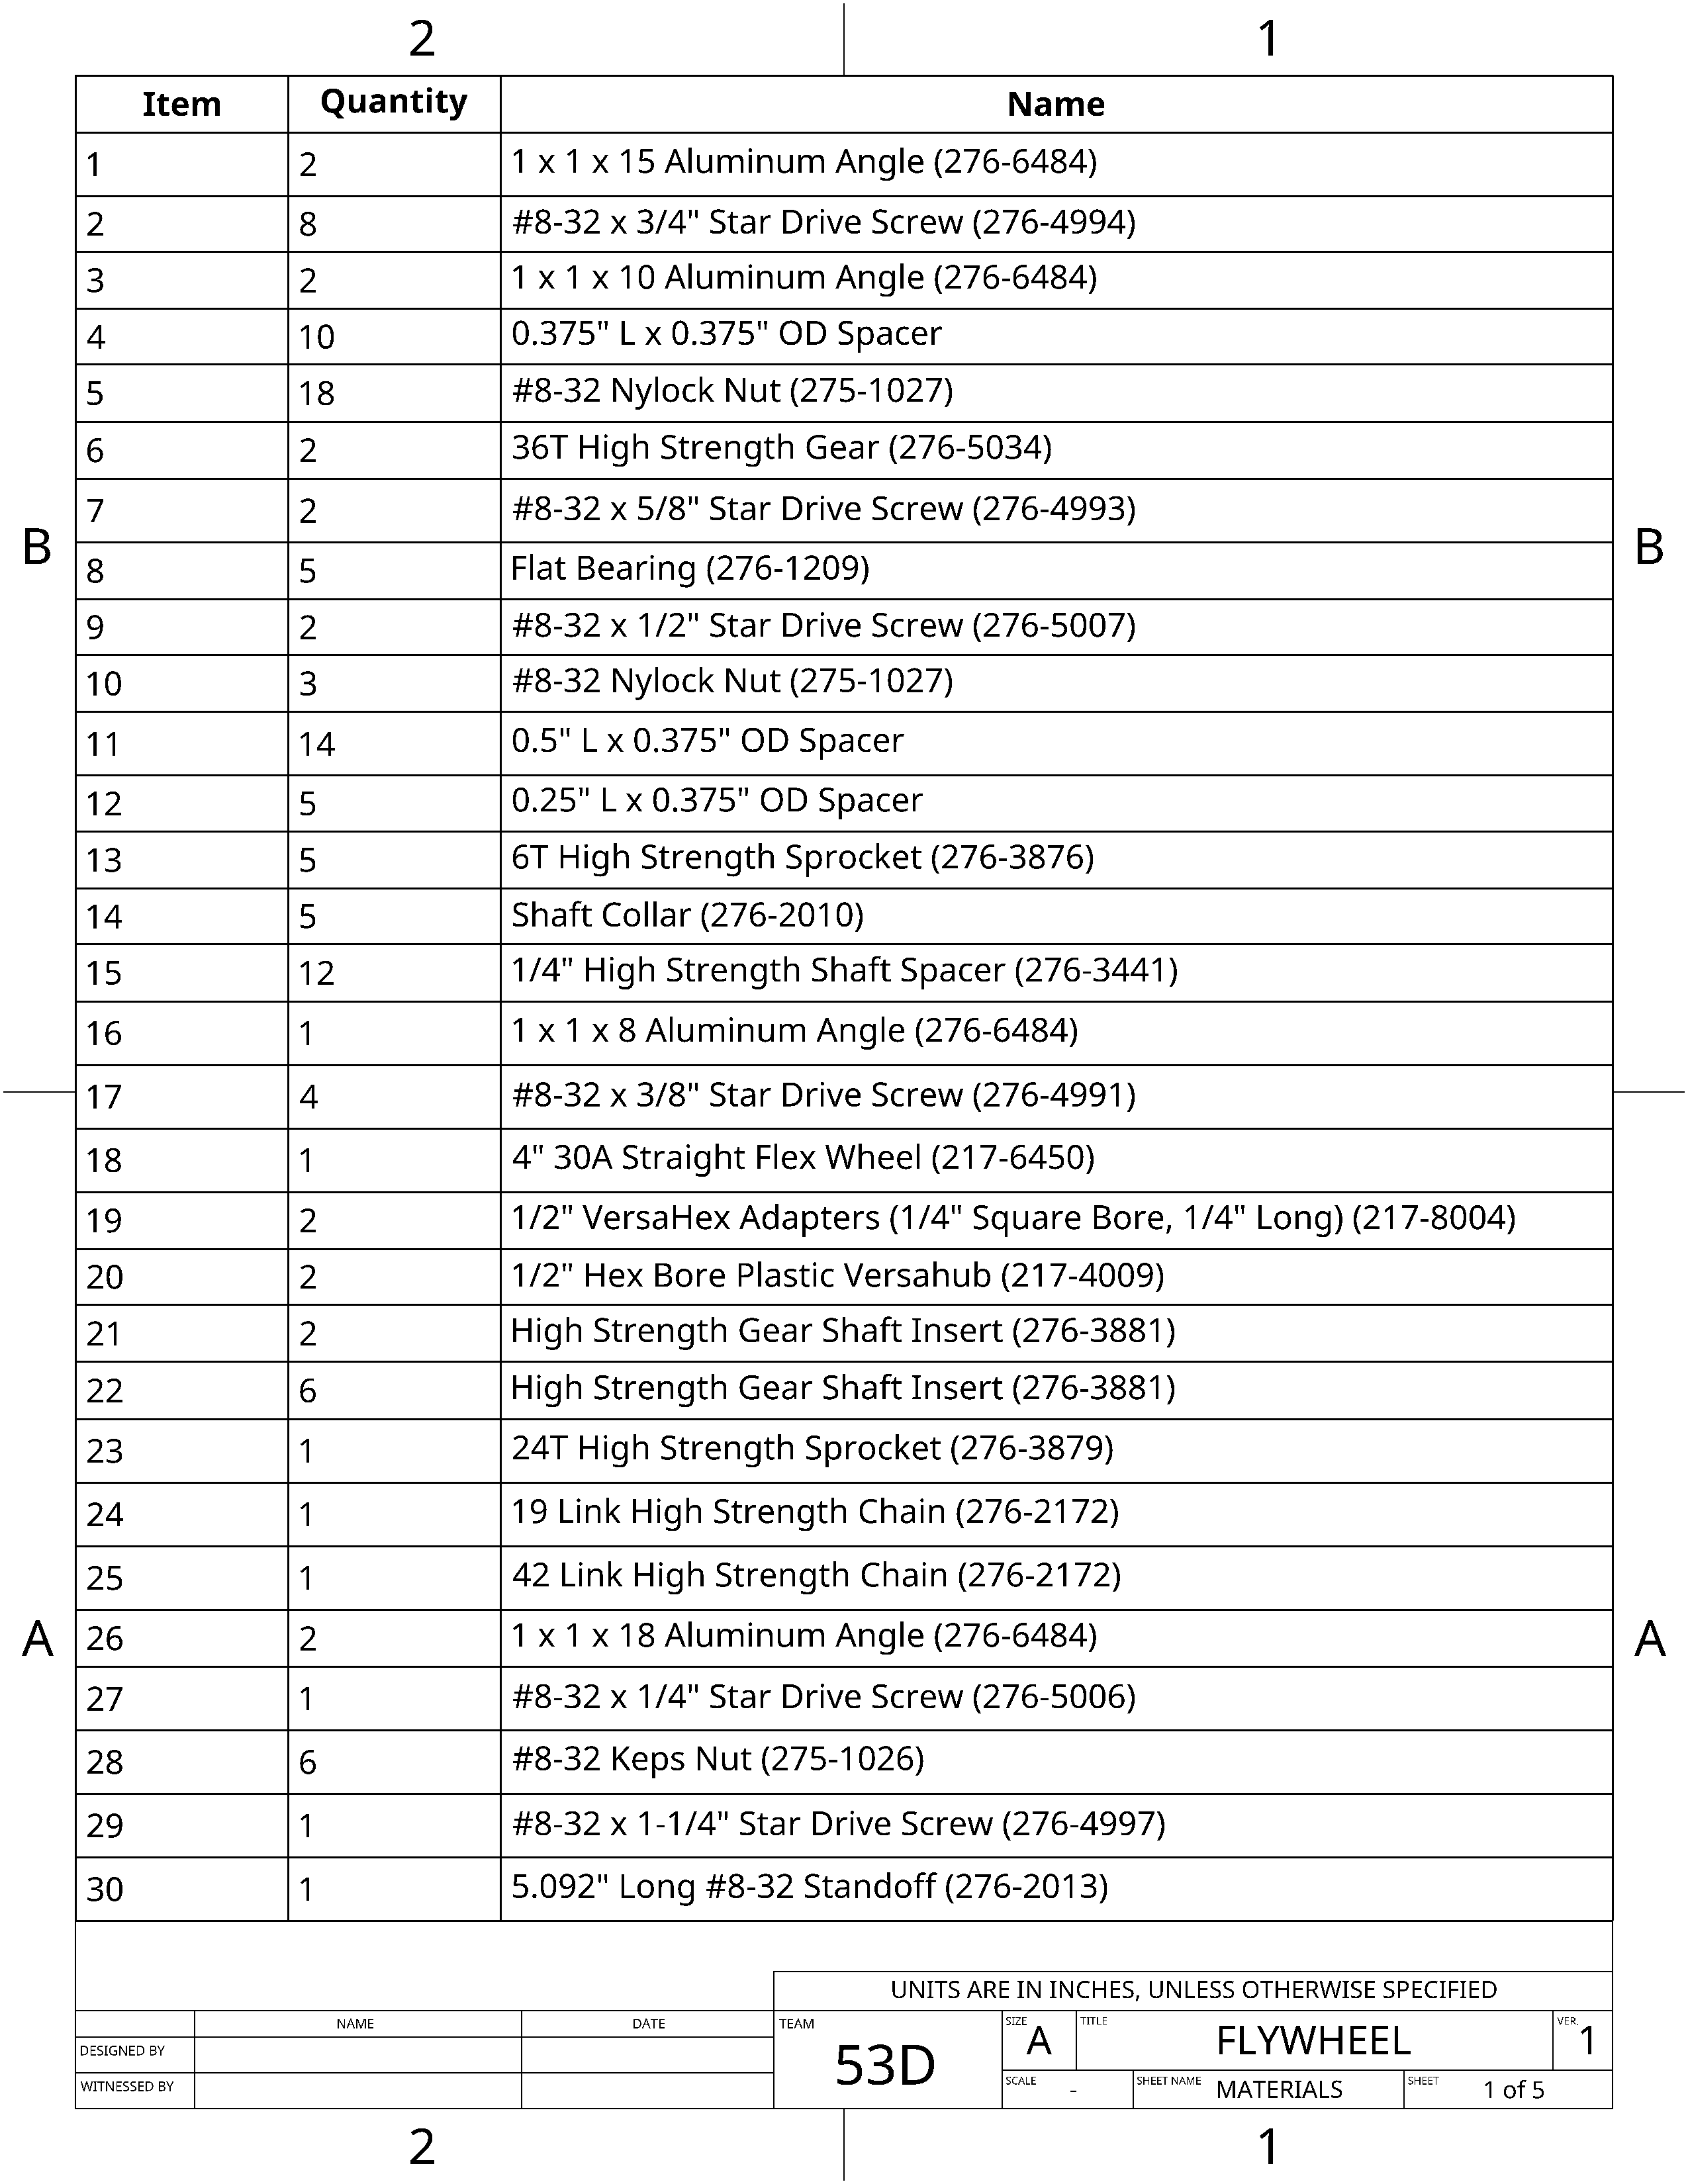 2 1
Item Quantity Name
1 2 1 x 1 x 15 Aluminum Angle (276-6484)
2 8 #8-32 x 3/4" Star Drive Screw (276-4994)
3 2 1 x 1 x 10 Aluminum Angle (276-6484)
4 10 0.375" L x 0.375" OD Spacer
5 18 #8-32 Nylock Nut (275-1027)
6 2 36T High Strength Gear (276-5034)
7 2 #8-32 x 5/8" Star Drive Screw (276-4993)
B B
8 5 Flat Bearing (276-1209)
9 2 #8-32 x 1/2" Star Drive Screw (276-5007)
10 3 #8-32 Nylock Nut (275-1027)
11 14 0.5" L x 0.375" OD Spacer
12 5 0.25" L x 0.375" OD Spacer
13 5 6T High Strength Sprocket (276-3876)
14 5 Shaft Collar (276-2010)
15 12 1/4" High Strength Shaft Spacer (276-3441)
16 1 1 x 1 x 8 Aluminum Angle (276-6484)
17 4 #8-32 x 3/8" Star Drive Screw (276-4991)
18 1 4" 30A Straight Flex Wheel (217-6450)
19 2 1/2" VersaHex Adapters (1/4" Square Bore, 1/4" Long) (217-8004)
20 2 1/2" Hex Bore Plastic Versahub (217-4009)
21 2 High Strength Gear Shaft Insert (276-3881)
22 6 High Strength Gear Shaft Insert (276-3881)
23 1 24T High Strength Sprocket (276-3879)
24 1 19 Link High Strength Chain (276-2172)
25 1 42 Link High Strength Chain (276-2172)
A 26 2 1 x 1 x 18 Aluminum Angle (276-6484) A
27 1 #8-32 x 1/4" Star Drive Screw (276-5006)
28 6 #8-32 Keps Nut (275-1026)
29 1 #8-32 x 1-1/4" Star Drive Screw (276-4997)
30 1 5.092" Long #8-32 Standoff (276-2013)
UNITS ARE IN INCHES, UNLESS OTHERWISE SPECIFIED
NAME DATE
DESIGNED BY
WITNESSED BY
TEAM
53D
SIZE A
TITLE FLYWHEEL
VER. 1
SCALE -
SHEET NAME MATERIALS
SHEET 1 of 5
2 1